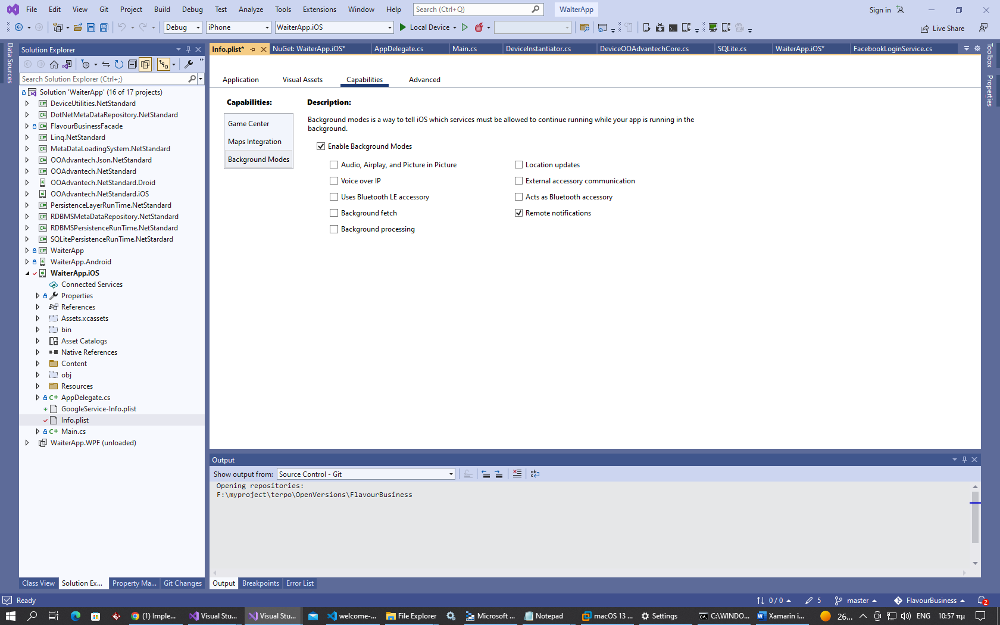 File Edit View Git Project Build Debug Test Analyze Tools Extensions Window Help Search (Ctrl+Q) WaiterApp Sign in
Debug iPhone WaiterApp.iOS Local Device Live Share
Data Sources
Solution Explorer
Search Solution Explorer (Ctrl+;)
Solution 'WaiterApp' (16 of 17 projects)
DeviceUtilities.NetStandard
DotNetMetaDataRepository.NetStandard
FlavourBusinessFacade
Linq.NetStandard
MetaDataLoadingSystem.NetStandard
OOAdvantech.Json.NetStandard
OOAdvantech.NetStandard
OOAdvantech.NetStandard.Droid
OOAdvantech.NetStandard.iOS
PersistenceLayerRunTime.NetStandard
RDBMSMetaDataRepository.NetStandard
RDBMSPersistenceRunTime.NetStandard
SQLitePersistenceRunTime.NetStardard
WaiterApp
WaiterApp.Android
WaiterApp.iOS
Connected Services
Properties
References
Assets.xcassets
bin
Asset Catalogs
Native References
Content
obj
Resources
C# AppDelegate.cs
GoogleService-Info.plist
Info.plist
C# Main.cs
WaiterApp.WPF (unloaded)
Class View Solution Ex... Property Ma... Git Changes
Info.plist* NuGet: WaiterApp.iOS* AppDelegate.cs Main.cs DeviceInstantiator.cs DeviceOOAdvantechCore.cs SQLite.cs WaiterApp.iOS* FacebookLoginService.cs
Application Visual Assets Capabilities Advanced
Capabilities:
Game Center
Maps Integration
Background Modes
Description:
Background modes is a way to tell iOS which services must be allowed to continue running while your app is running in the
background.
Enable Background Modes
Audio, Airplay, and Picture in Picture Location updates
Voice over IP External accessory communication
Uses Bluetooth LE accessory Acts as Bluetooth accessory
Background fetch Remote notifications
Background processing
Toolbox
Properties
Output
Show output from: Source Control - Git
Opening repositories:
F:\myproject\terpo\OpenVersions\FlavourBusiness
Output Breakpoints Error List
Ready 0 / 0 5 master FlavourBusiness 2
(1) Imple... Visual Stu... Visual Stu... welcome-... File Explorer Microsoft ... Notepad macOS 13 ... Settings C:\WINDO... Xamarin i... 26... ENG 10:57 πμ